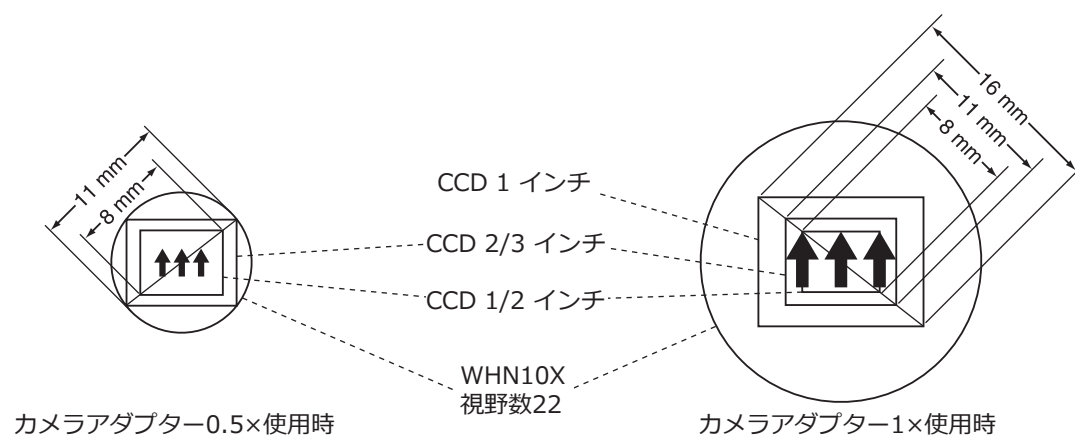 11 mm
8 mm
16 mm
11 mm
8 mm
CCD 1 インチ
CCD 2/3 インチ
CCD 1/2 インチ
WHN10X
視野数22
カメラアダプター0.5×使用時
カメラアダプター1×使用時